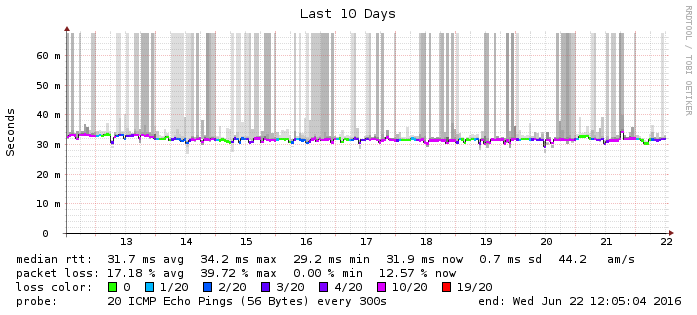 Last 10 Days
RRDTOOL / TOBI OETIKER
Seconds
60 m
50 m
40 m
30 m
20 m
10 m
0
13 14 15 16 17 18 19 20 21 22
median rtt: 31.7 ms avg 34.2 ms max 29.2 ms min 31.9 ms now 0.7 ms sd 44.2 am/s
packet loss: 17.18 % avg 39.72 % max 0.00 % min 12.57 % now
loss color: 0 1/20 2/20 3/20 4/20 10/20 19/20
probe: 20 ICMP Echo Pings (56 Bytes) every 300s end: Wed Jun 22 12:05:04 2016